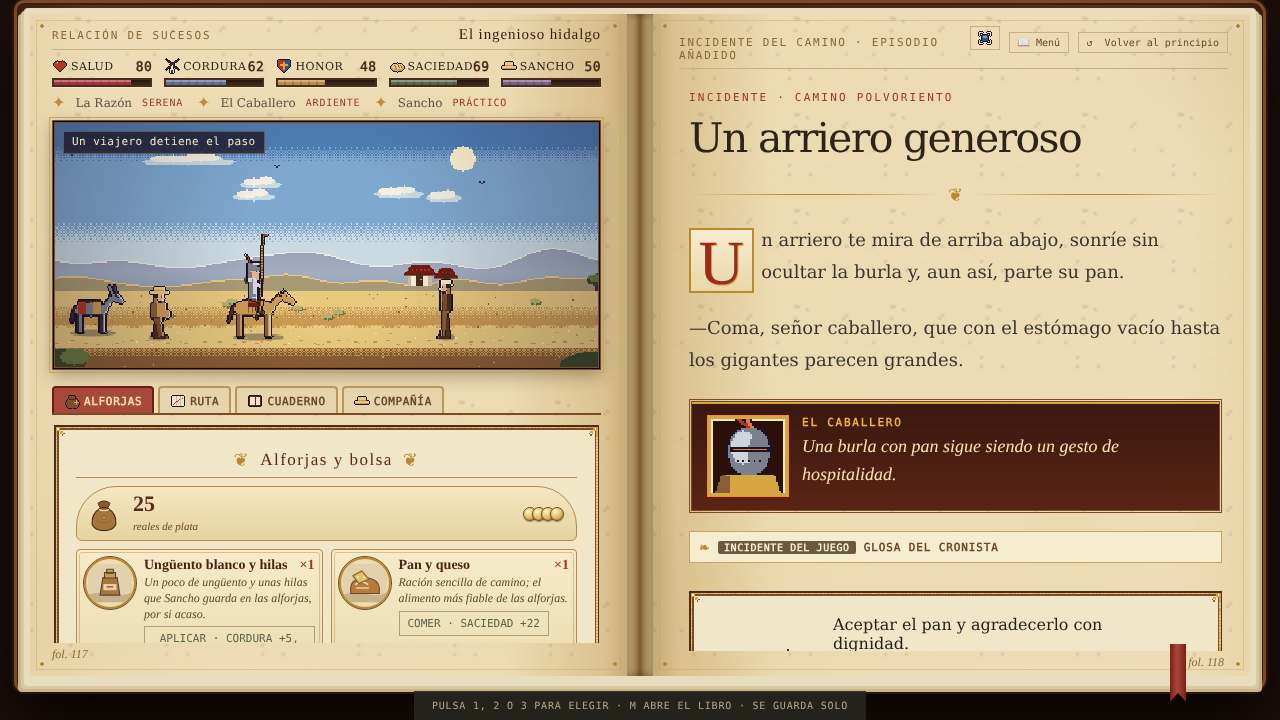 RELACIÓN DE SUCESOS
El ingenioso hidalgo
SALUD 80
CORDURA 62
HONOR 48
SACIEDAD 69
SANCHO 50
La Razón SERENA
El Caballero ARDIENTE
Sancho PRÁCTICO
Un viajero detiene el paso
ALFORJAS
RUTA
CUADERNO
COMPAÑÍA
Alforjas y bolsa
25
reales de plata
Ungüento blanco y hilas ×1
Un poco de ungüento y unas hilas
que Sancho guarda en las alforjas,
por si acaso.
APLICAR · CORDURA +5,
Pan y queso ×1
Ración sencilla de camino; el
alimento más fiable de las alforjas.
COMER · SACIEDAD +22
fol. 117
INCIDENTE DEL CAMINO · EPISODIO
AÑADIDO
Menú
↺ Volver al principio
INCIDENTE · CAMINO POLVORIENTO
Un arriero generoso
Un arriero te mira de arriba abajo, sonríe sin
ocultar la burla y, aun así, parte su pan.
—Coma, señor caballero, que con el estómago vacío hasta
los gigantes parecen grandes.
EL CABALLERO
Una burla con pan sigue siendo un gesto de
hospitalidad.
INCIDENTE DEL JUEGO GLOSA DEL CRONISTA
Aceptar el pan y agradecerlo con
dignidad.
fol. 118
PULSA 1, 2 O 3 PARA ELEGIR · M ABRE EL LIBRO · SE GUARDA SOLO